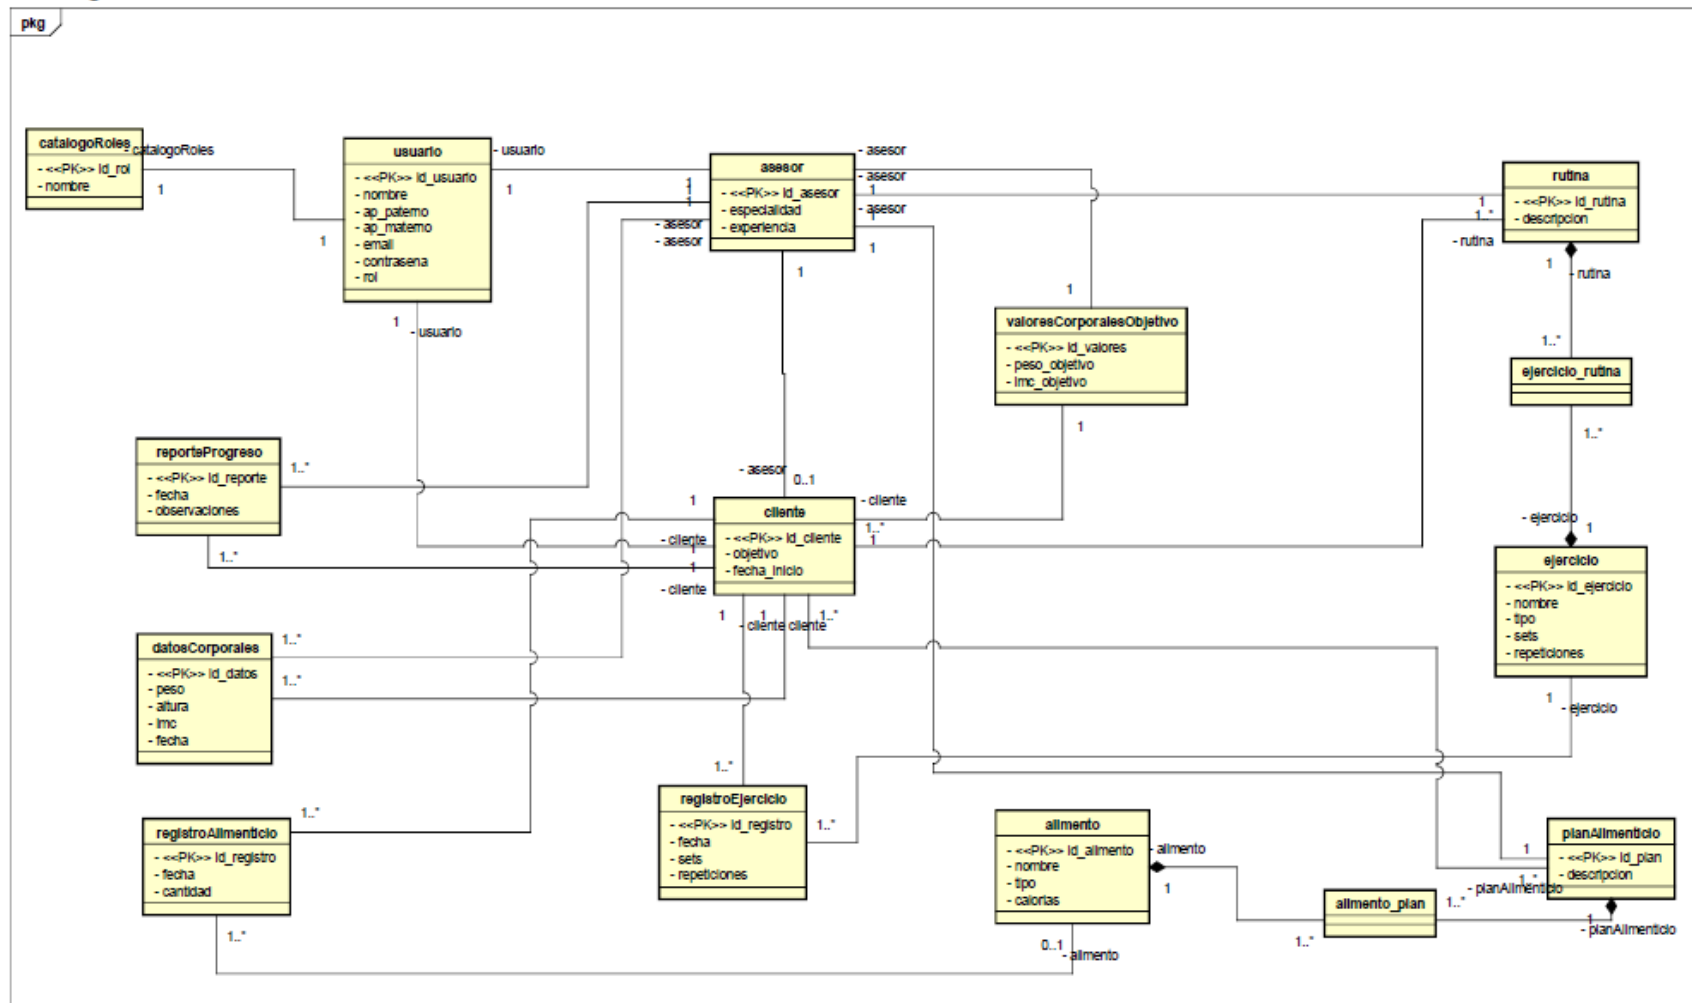 pkg
catalogoRoles
- <<PK>> id_rol
- nombre
- catalogoRoles
1
1
usuario
- <<PK>> id_usuario
- nombre
- ap_paterno
- ap_materno
- email
- contrasena
- rol
- usuario
1
1
- usuario
asesor
- <<PK>> id_asesor
- especialidad
- experiencia
1
1
1
- asesor
- asesor
- asesor
- asesor
- asesor
1
1
1
1
1
- asesor
0..1
valoresCorporalesObjetivo
- <<PK>> id_valores
- peso_objetivo
- imc_objetivo
1
rutina
- <<PK>> id_rutina
- descripcion
1
1..*
- rutina
1
- rutina
1..*
ejercicio_rutina
1..*
- ejercicio
1
ejercicio
- <<PK>> id_ejercicio
- nombre
- tipo
- sets
- repeticiones
1
- ejercicio
reporteProgreso
- <<PK>> id_reporte
- fecha
- observaciones
1..*
1..*
cliente
- <<PK>> id_cliente
- objetivo
- fecha_inicio
1
- cliente
1
1
- cliente
- cliente
1..*
1
1
1
1..*
- cliente
cliente
datosCorporales
- <<PK>> id_datos
- peso
- altura
- imc
- fecha
1..*
1..*
registroAlimenticio
- <<PK>> id_registro
- fecha
- cantidad
1..*
1..*
registroEjercicio
- <<PK>> id_registro
- fecha
- sets
- repeticiones
1..*
1..*
alimento
- <<PK>> id_alimento
- nombre
- tipo
- calorias
- alimento
1
0..1
- alimento
alimento_plan
1..*
1..*
planAlimenticio
- <<PK>> id_plan
- descripcion
1
1..*
- planAlimenticio
1
- planAlimenticio